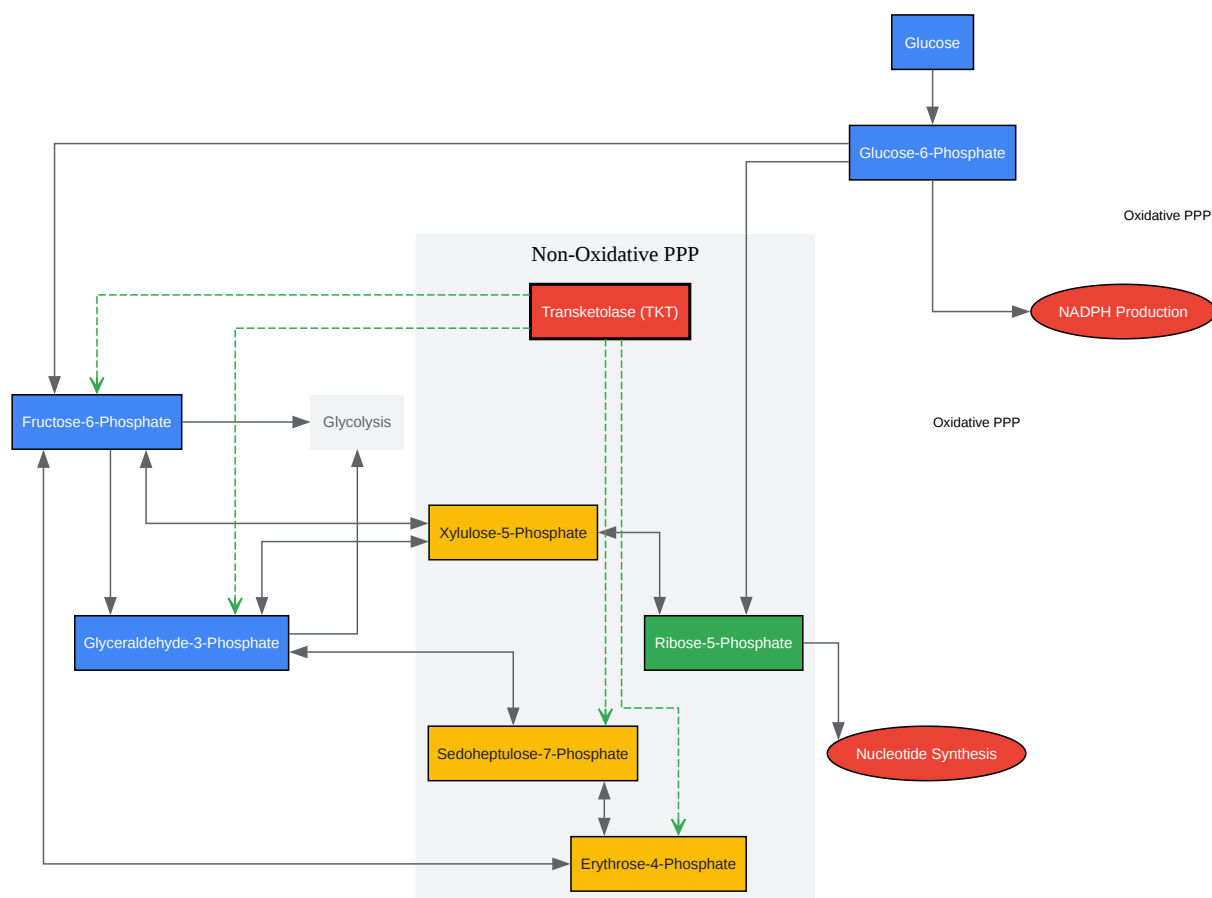 Glucose
Glucose-6-Phosphate
Oxidative PPP
Non-Oxidative PPP
Transketolase (TKT)
NADPH Production
Fructose-6-Phosphate
Glycolysis
Oxidative PPP
Xylulose-5-Phosphate
Glyceraldehyde-3-Phosphate
Ribose-5-Phosphate
Sedoheptulose-7-Phosphate
Nucleotide Synthesis
Erythrose-4-Phosphate